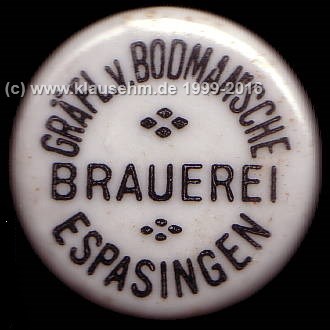 GRÄFL.V.BODMAN'SCHE
(c) www.klausehm.de 1999-2016
BRAUEREI
ESPASINGEN